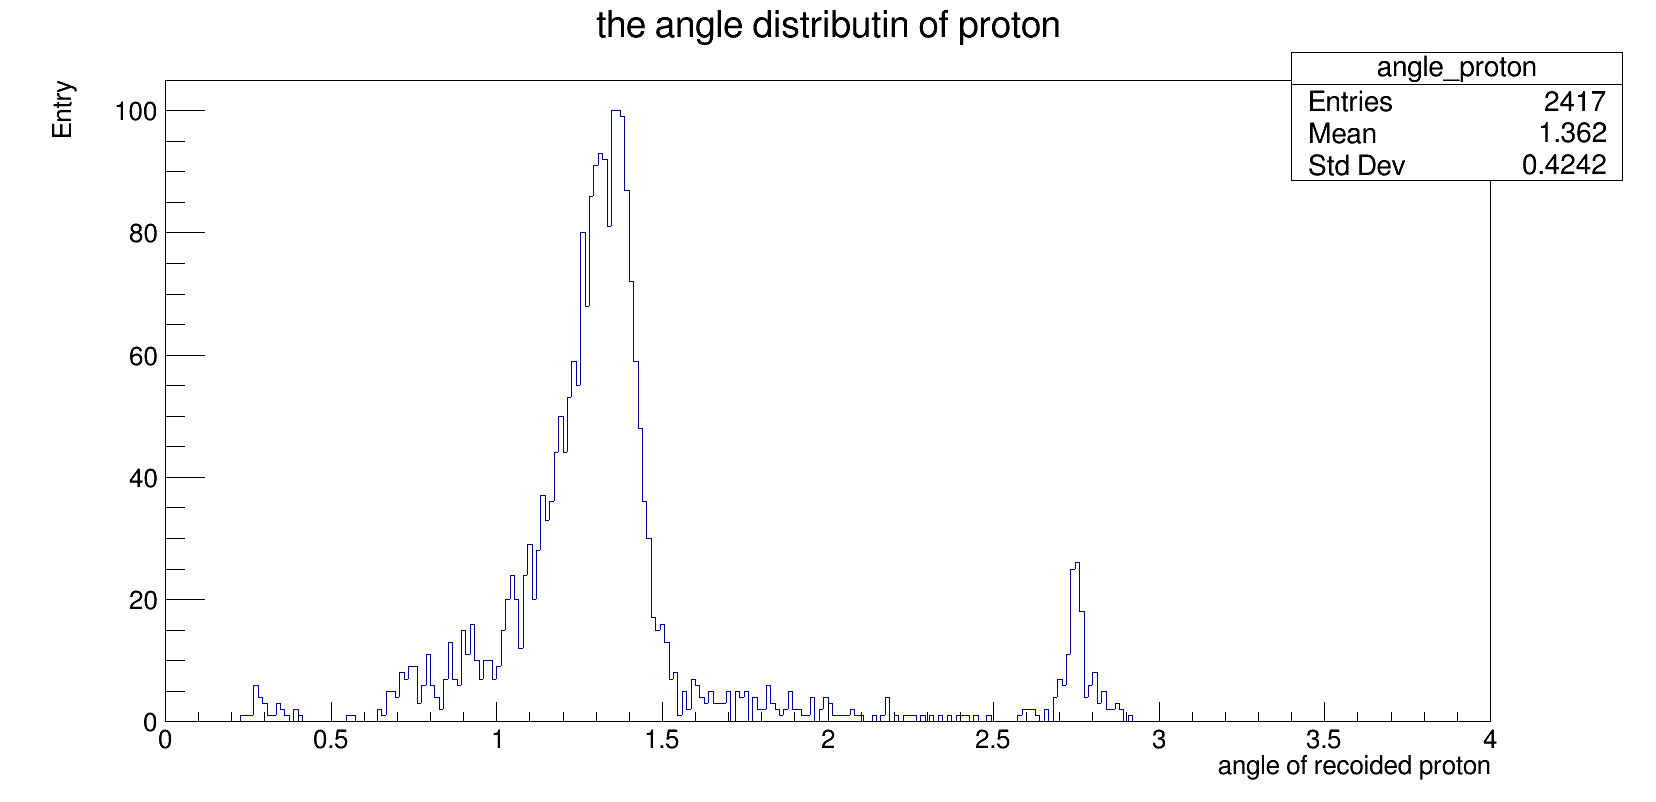 the angle distributin of proton
angle_proton
Entries 2417
Mean 1.362
Std Dev 0.4242
Entry
100
80
60
40
20
0
0 0.5 1 1.5 2 2.5 3 3.5 4
angle of recoided proton